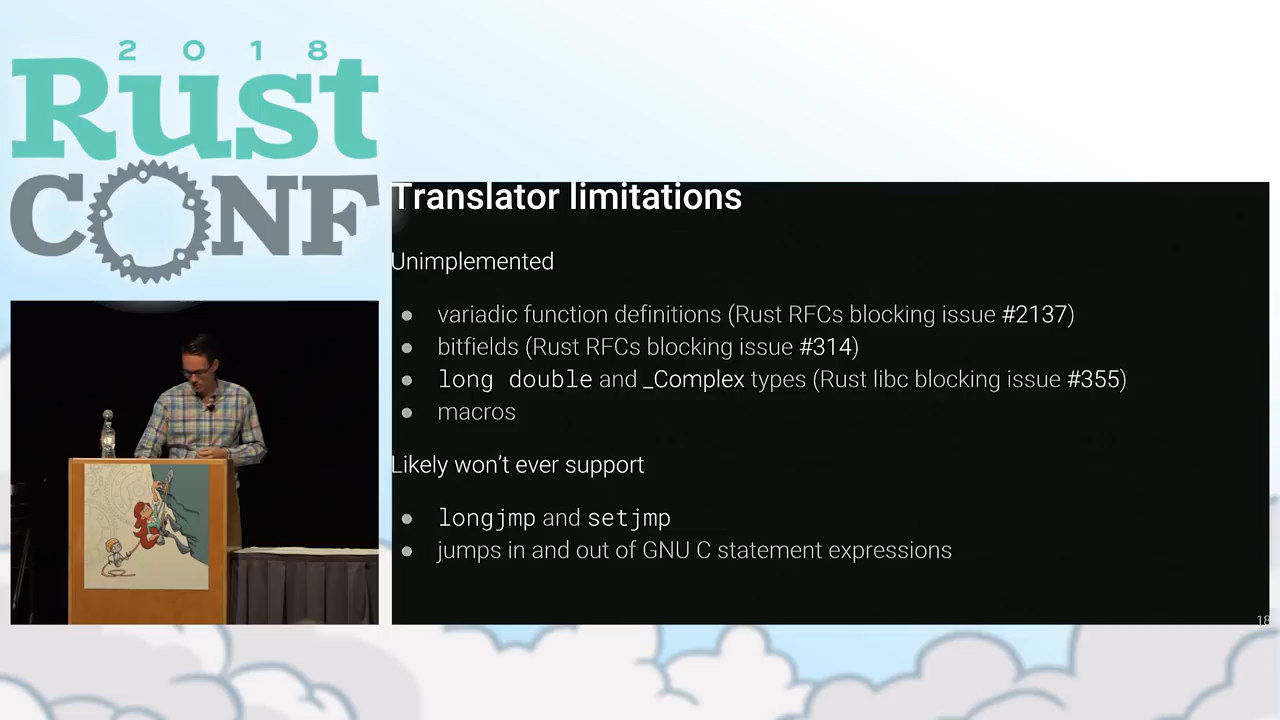 2018
Rust
CONF
Translator limitations
Unimplemented
● variadic function definitions (Rust RFCs blocking issue #2137)
● bitfields (Rust RFCs blocking issue #314)
● long double and _Complex types (Rust libc blocking issue #355)
● macros
Likely won’t ever support
● longjmp and setjmp
● jumps in and out of GNU C statement expressions
18